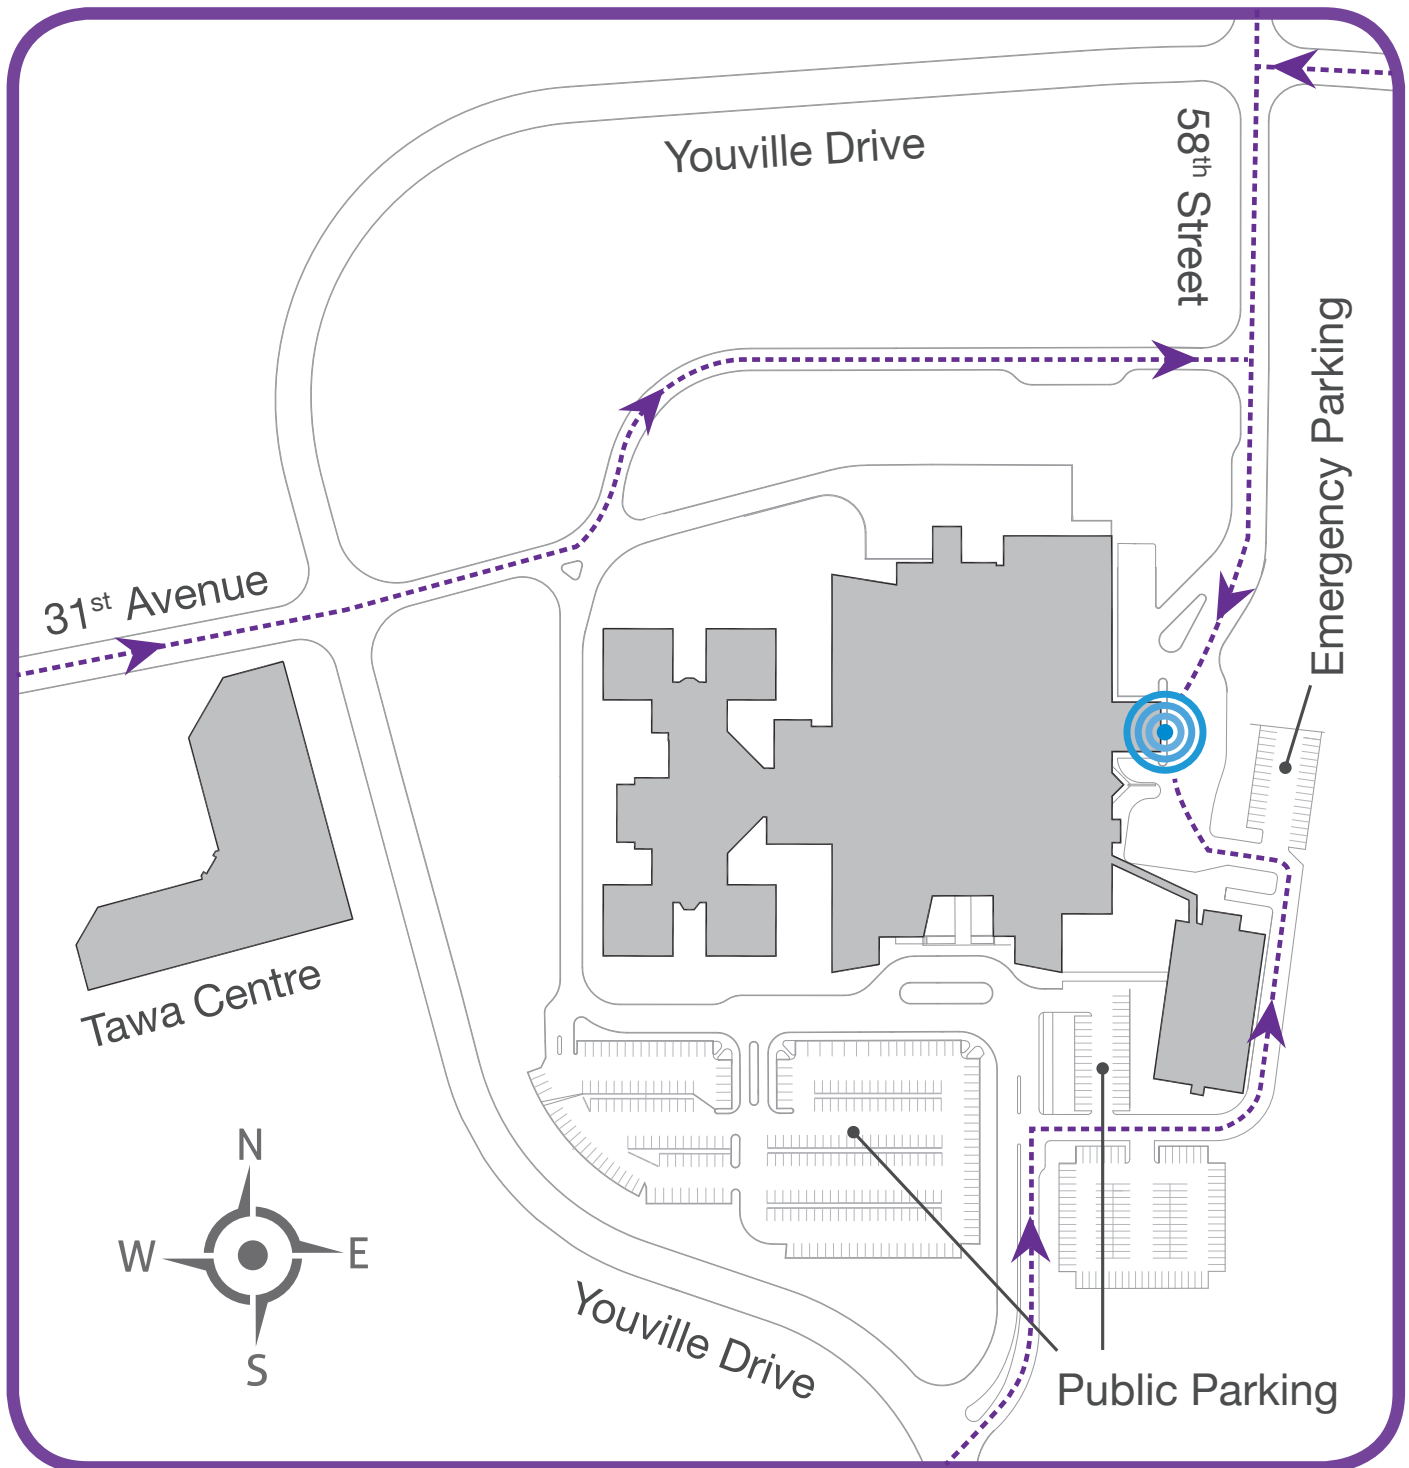 Youville Drive
58th Street
Emergency Parking
31st Avenue
Tawa Centre
N
W
E
S
Youville Drive
Public Parking